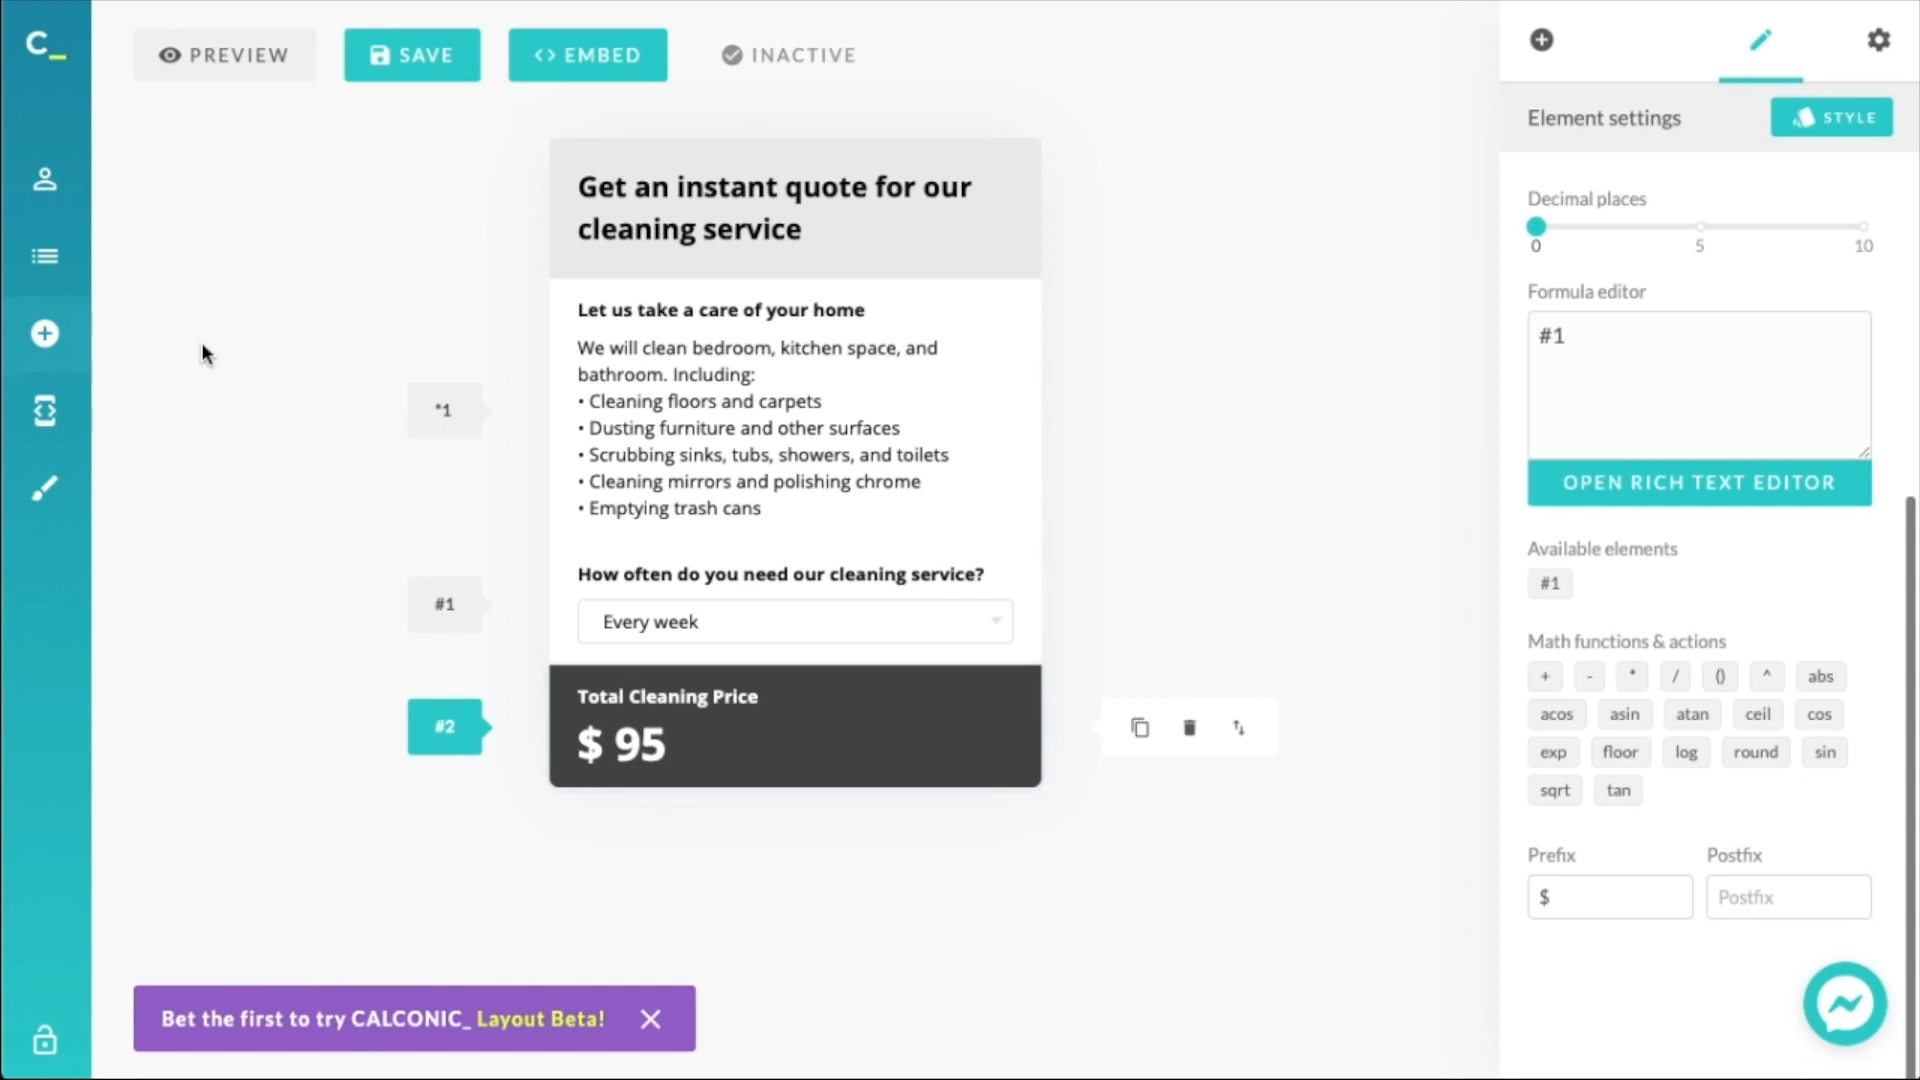 C_
PREVIEW
SAVE
<> EMBED
INACTIVE
Element settings
STYLE
Get an instant quote for our
cleaning service
Let us take a care of your home
We will clean bedroom, kitchen space, and
bathroom. Including:
• Cleaning floors and carpets
• Dusting furniture and other surfaces
• Scrubbing sinks, tubs, showers, and toilets
• Cleaning mirrors and polishing chrome
• Emptying trash cans
*1
How often do you need our cleaning service?
#1
Every week
#2
Total Cleaning Price
$ 95
Decimal places
0 5 10
Formula editor
#1
OPEN RICH TEXT EDITOR
Available elements
#1
Math functions & actions
+ - * / () ^ abs
acos asin atan ceil cos
exp floor log round sin
sqrt tan
Prefix Postfix
$ Postfix
Bet the first to try CALCONIC_ Layout Beta!